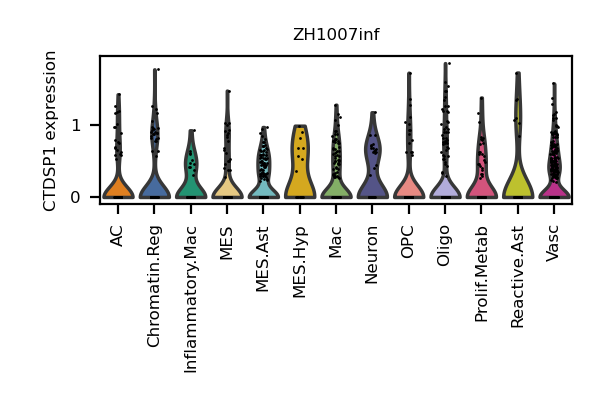 ZH1007inf
CTDSP1 expression
1
0
AC
Chromatin.Reg
Inflammatory.Mac
MES
MES.Ast
MES.Hyp
Mac
Neuron
OPC
Oligo
Prolif.Metab
Reactive.Ast
Vasc